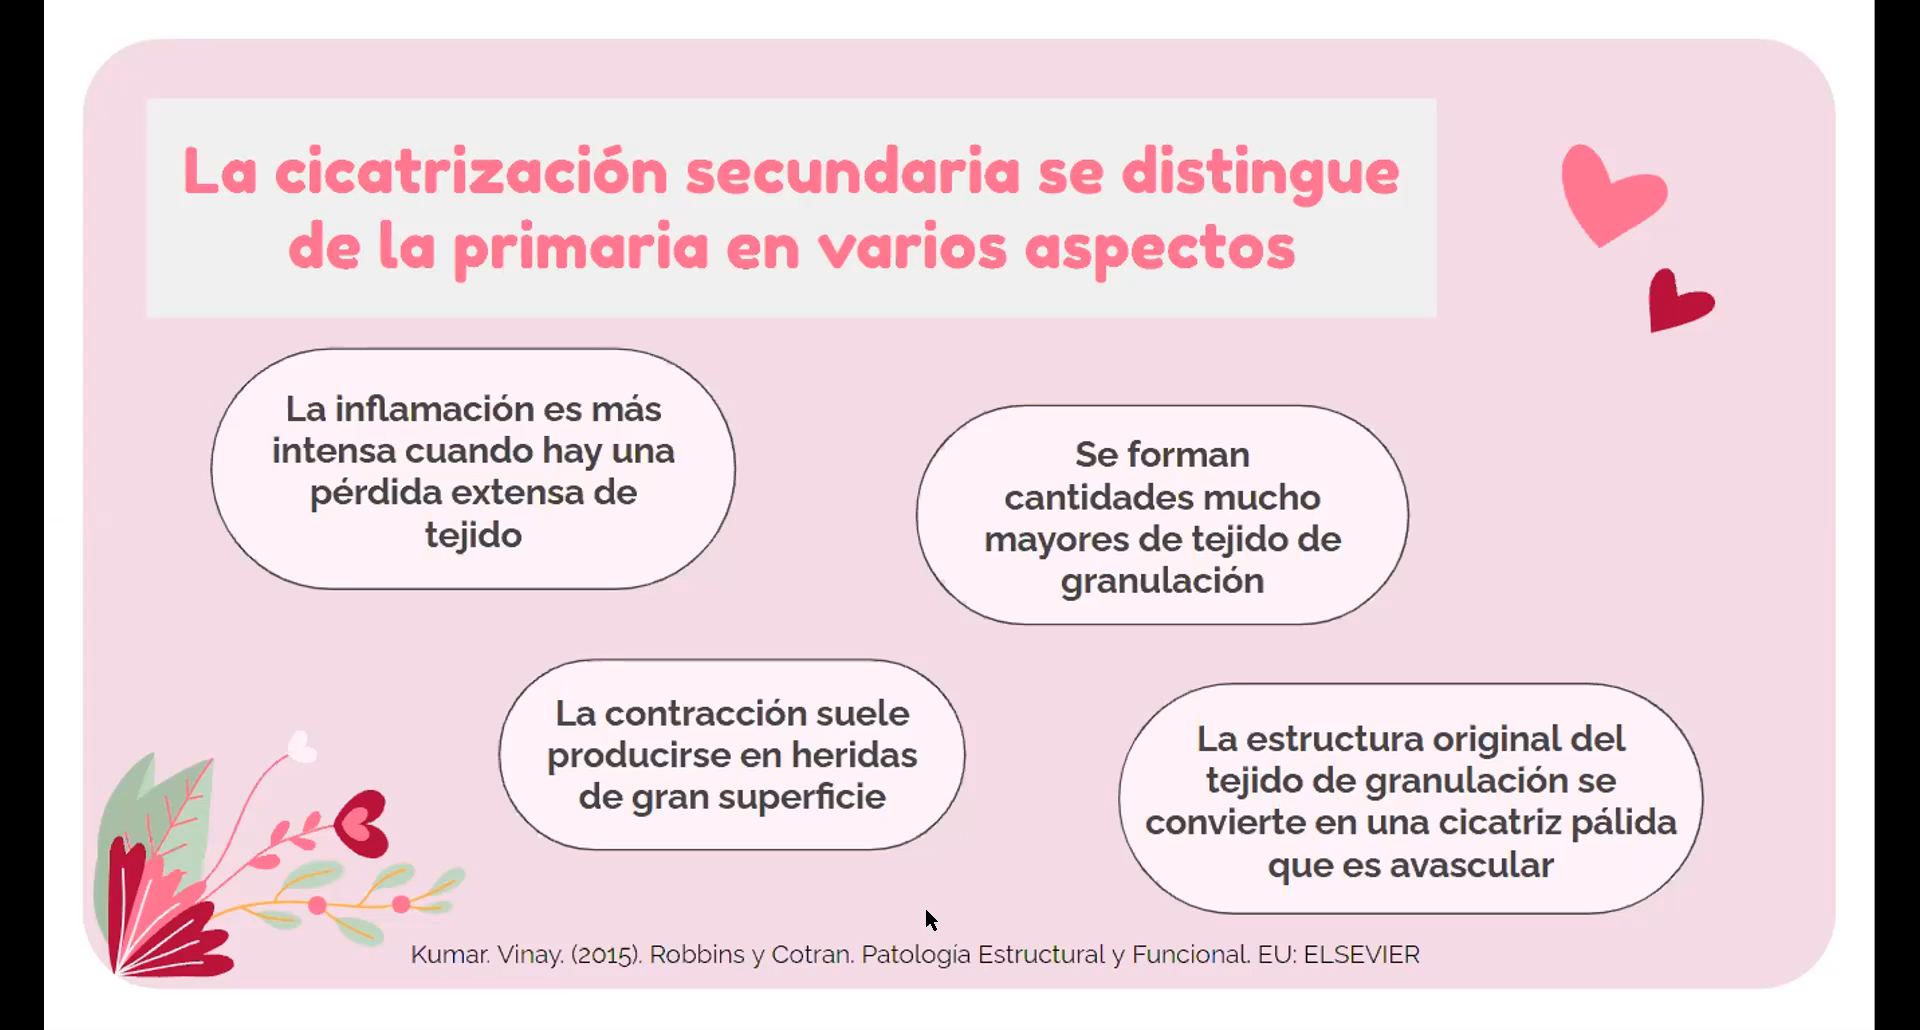 La cicatrización secundaria se distingue
de la primaria en varios aspectos
La inflamación es más
intensa cuando hay una
pérdida extensa de
tejido
Se forman
cantidades mucho
mayores de tejido de
granulación
La contracción suele
producirse en heridas
de gran superficie
La estructura original del
tejido de granulación se
convierte en una cicatriz pálida
que es avascular
Kumar. Vinay. (2015). Robbins y Cotran. Patología Estructural y Funcional. EU: ELSEVIER